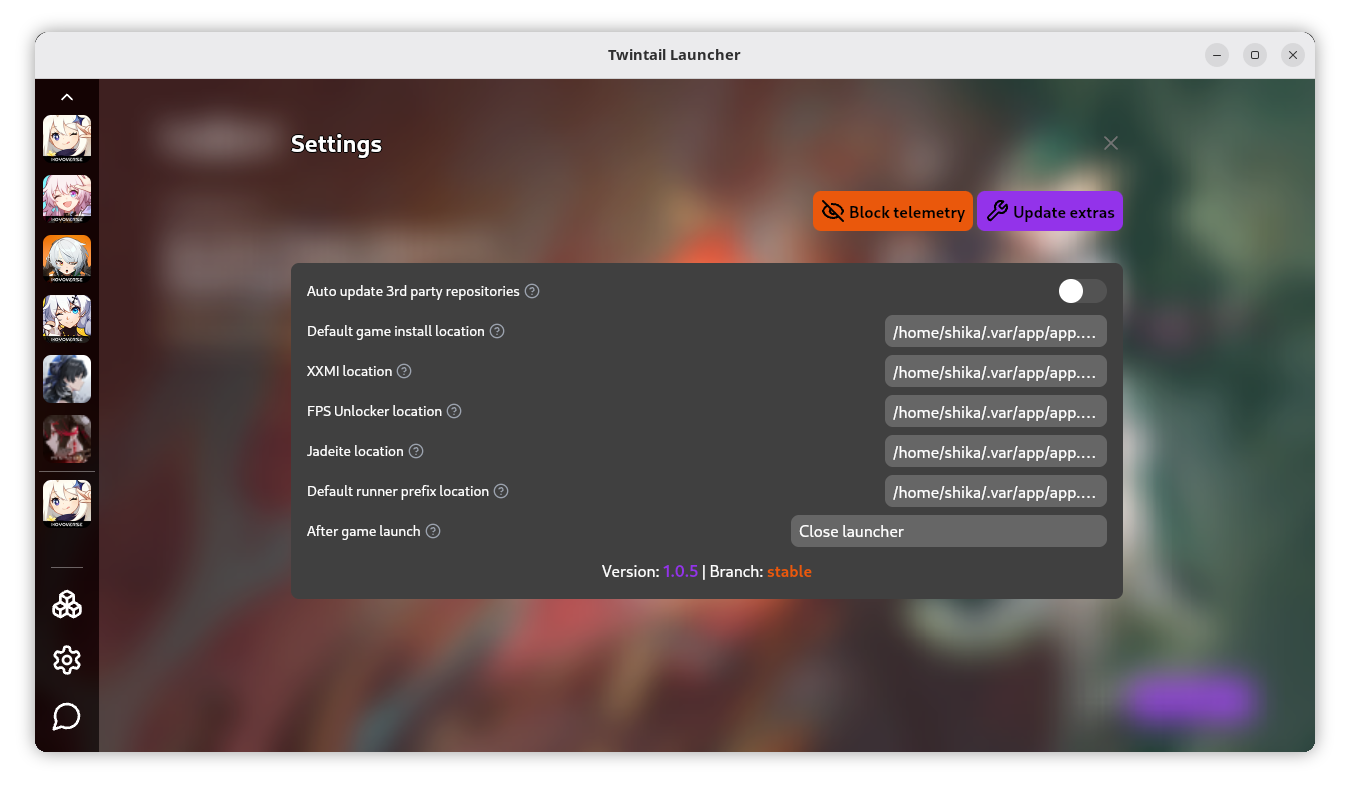 Twintail Launcher
Settings
Block telemetry
Update extras
Auto update 3rd party repositories
Default game install location
/home/shika/.var/app/app....
XXMI location
/home/shika/.var/app/app....
FPS Unlocker location
/home/shika/.var/app/app....
Jadeite location
/home/shika/.var/app/app....
Default runner prefix location
/home/shika/.var/app/app....
After game launch
Close launcher
Version: 1.0.5 | Branch: stable
HOYOVERSE
HOYOVERSE
HOYOVERSE
HOYOVERSE
HOYOVERSE